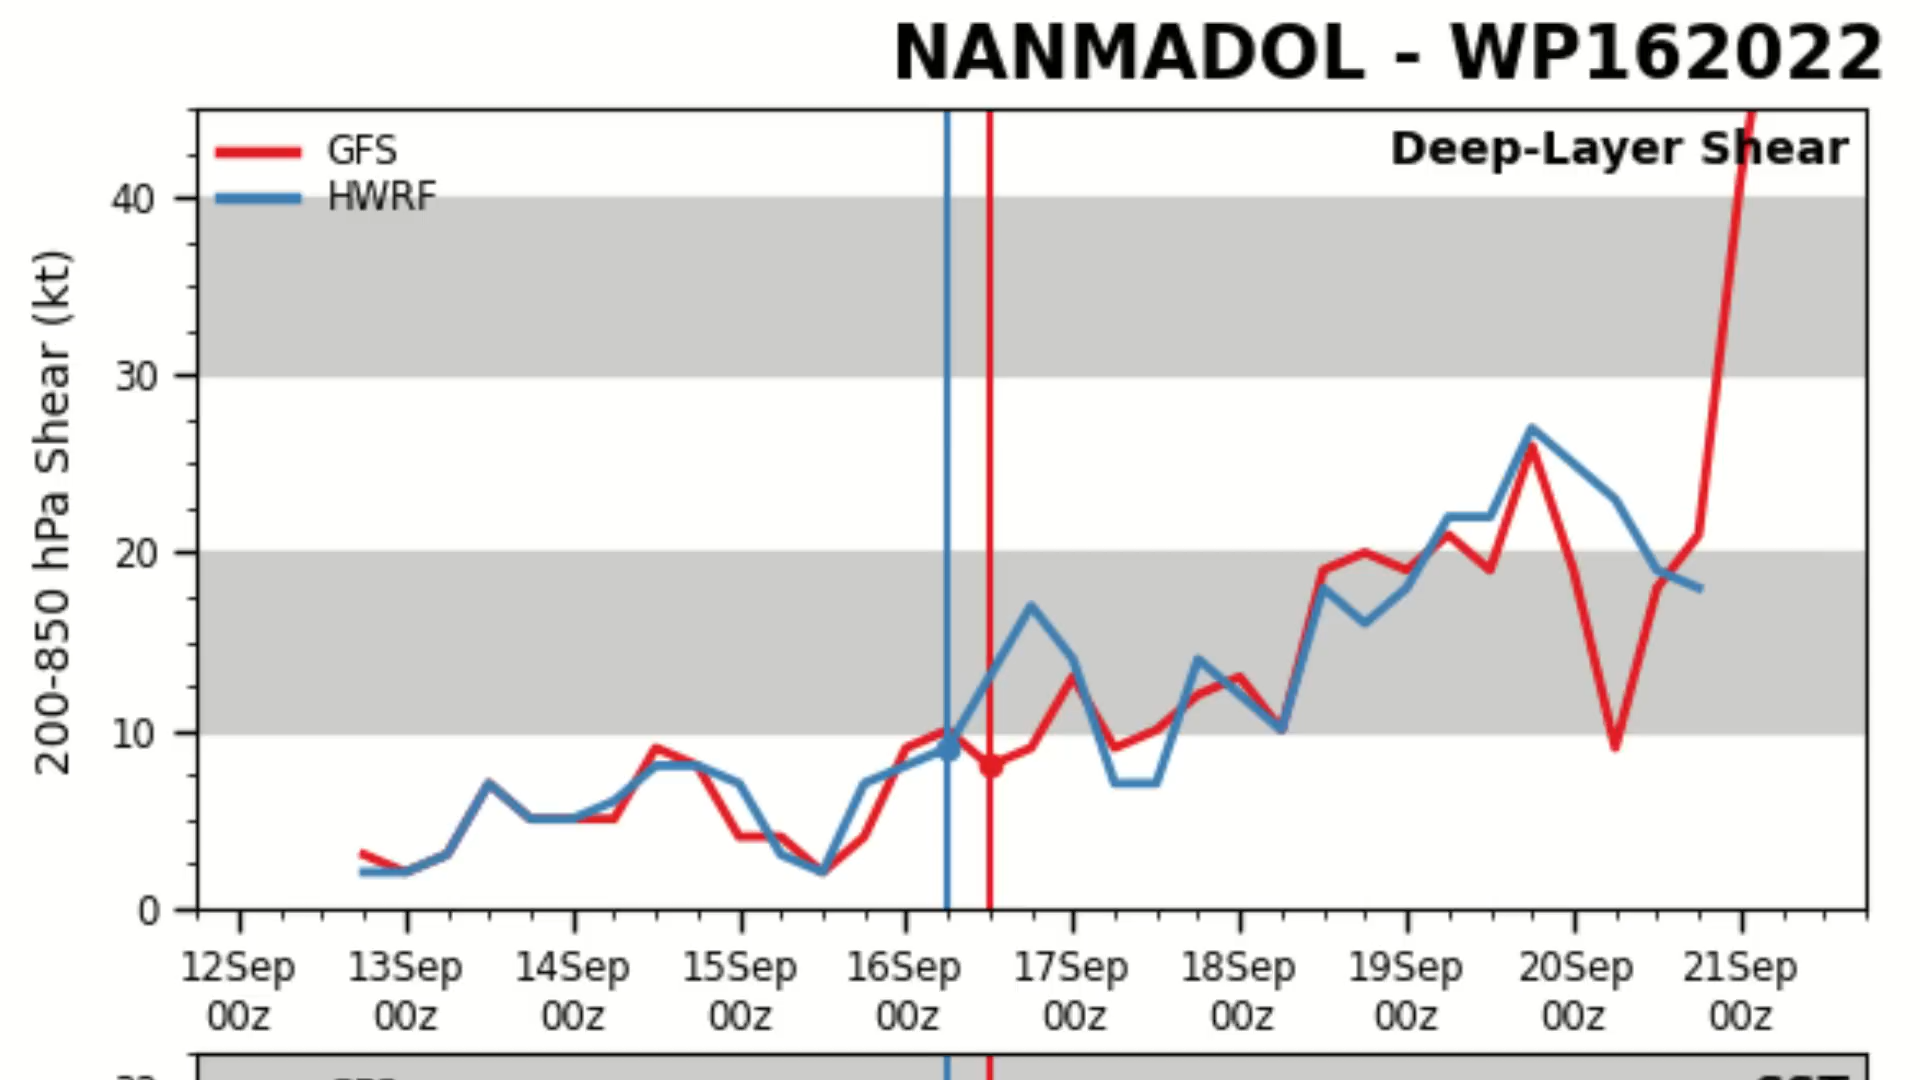 NANMADOL - WP162022
GFS
HWRF
Deep-Layer Shear
200-850 hPa Shear (kt)
40
30
20
10
0
12Sep 13Sep 14Sep 15Sep 16Sep 17Sep 18Sep 19Sep 20Sep 21Sep
00z 00z 00z 00z 00z 00z 00z 00z 00z 00z